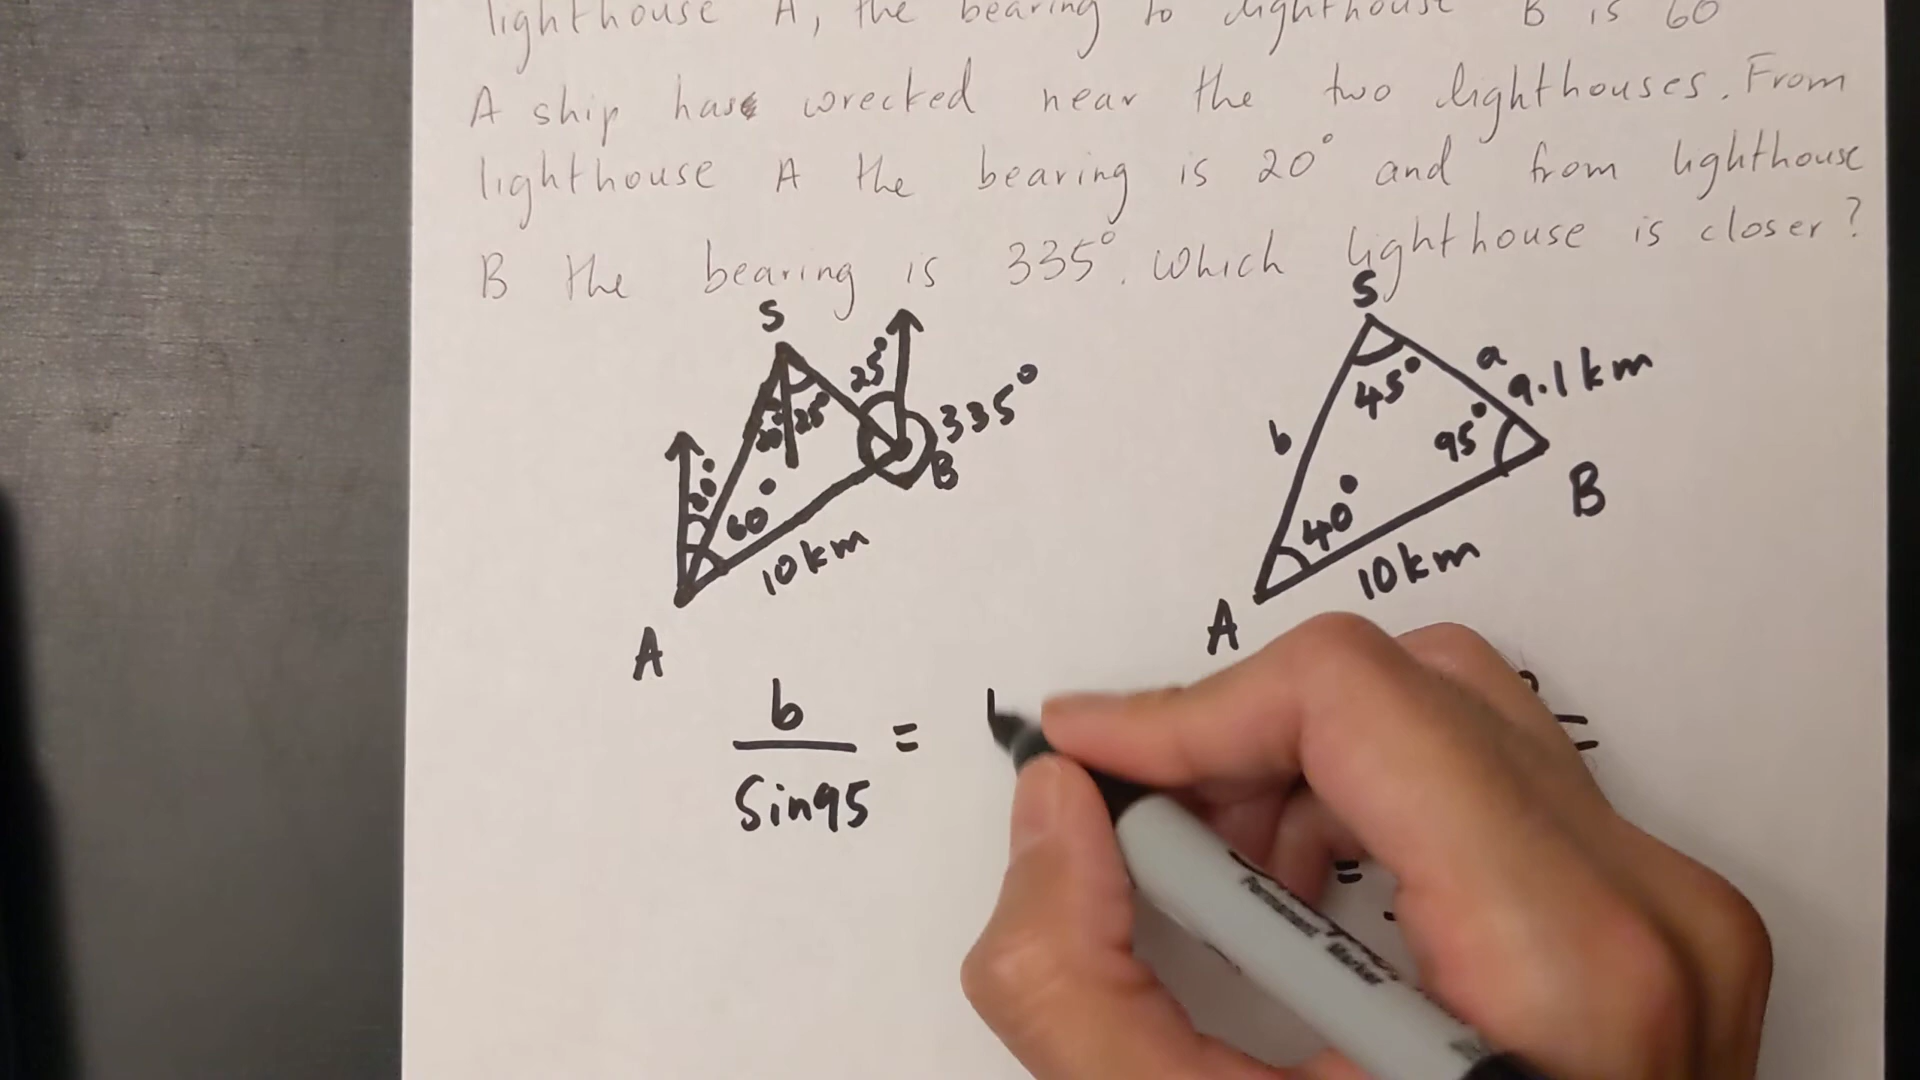 lighthouse A, the bearing to lighthouse B is 60
A ship has wrecked near the two lighthouses. From
lighthouse A the bearing is 20° and from lighthouse
B the bearing is 335°. Which lighthouse is closer?
S
25°
335°
20° 25°
B
20°
60°
10km
A
S
a
9.1km
45°
b
95°
B
40°
10km
A
b
=
Sin95
=
=
Permanent Marker